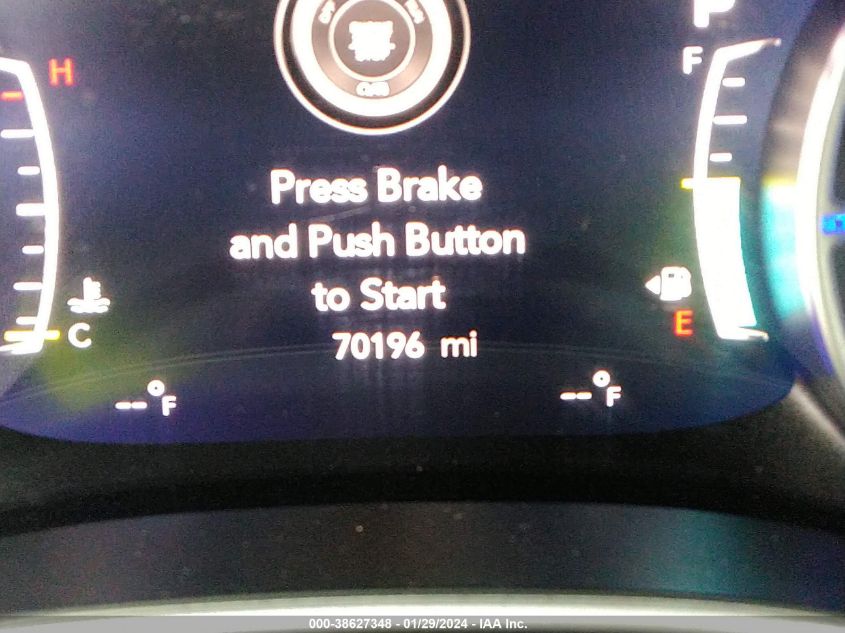 P
H
F
Press Brake
and Push Button
to Start
E
C
70196 mi
--°F
--°F
000-38627348 - 01/29/2024 - IAA Inc.